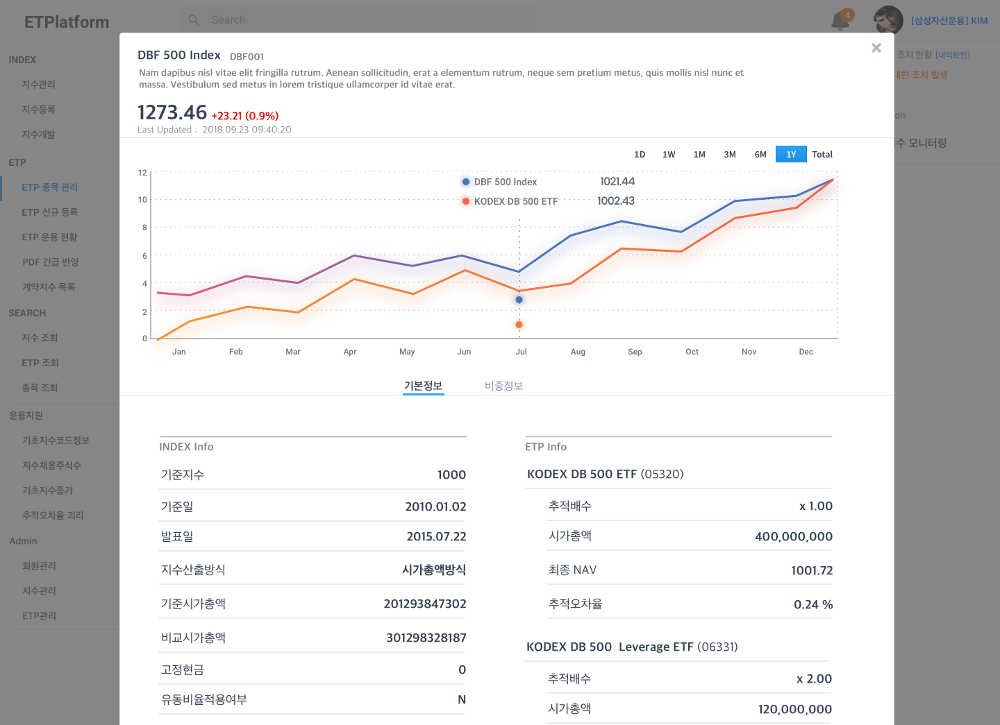 ETPlatform
Search
4
[삼성자산운용] KIM
INDEX
지수관리
지수등록
지수개발
ETP
ETP 종목 관리
ETP 신규 등록
ETP 운용 현황
PDF 긴급 반영
계약지수 목록
SEARCH
지수 조회
ETP 조회
종목 조회
운용지원
기초지수코드정보
지수채용주식수
기초지수종가
추적오차율 괴리
Admin
회원관리
지수관리
ETP관리
조치 현황 [내역확인]
대한 조치 발생
ols
수 모니터링
DBF 500 Index DBF001
Nam dapibus nisl vitae elit fringilla rutrum. Aenean sollicitudin, erat a elementum rutrum, neque sem pretium metus, quis mollis nisl nunc et
massa. Vestibulum sed metus in lorem tristique ullamcorper id vitae erat.
1273.46 +23.21 (0.9%)
Last Updated : 2018.09.23 09:40:20
1D 1W 1M 3M 6M 1Y Total
12
10
8
6
4
2
0
DBF 500 Index 1021.44
KODEX DB 500 ETF 1002.43
Jan Feb Mar Apr May Jun Jul Aug Sep Oct Nov Dec
기본정보 비중정보
INDEX Info
기준지수 1000
기준일 2010.01.02
발표일 2015.07.22
지수산출방식 시가총액방식
기준시가총액 201293847302
비교시가총액 301298328187
고정현금 0
유동비율적용여부 N
ETP Info
KODEX DB 500 ETF (05320)
추적배수 x 1.00
시가총액 400,000,000
최종 NAV 1001.72
추적오차율 0.24 %
KODEX DB 500 Leverage ETF (06331)
추적배수 x 2.00
시가총액 120,000,000